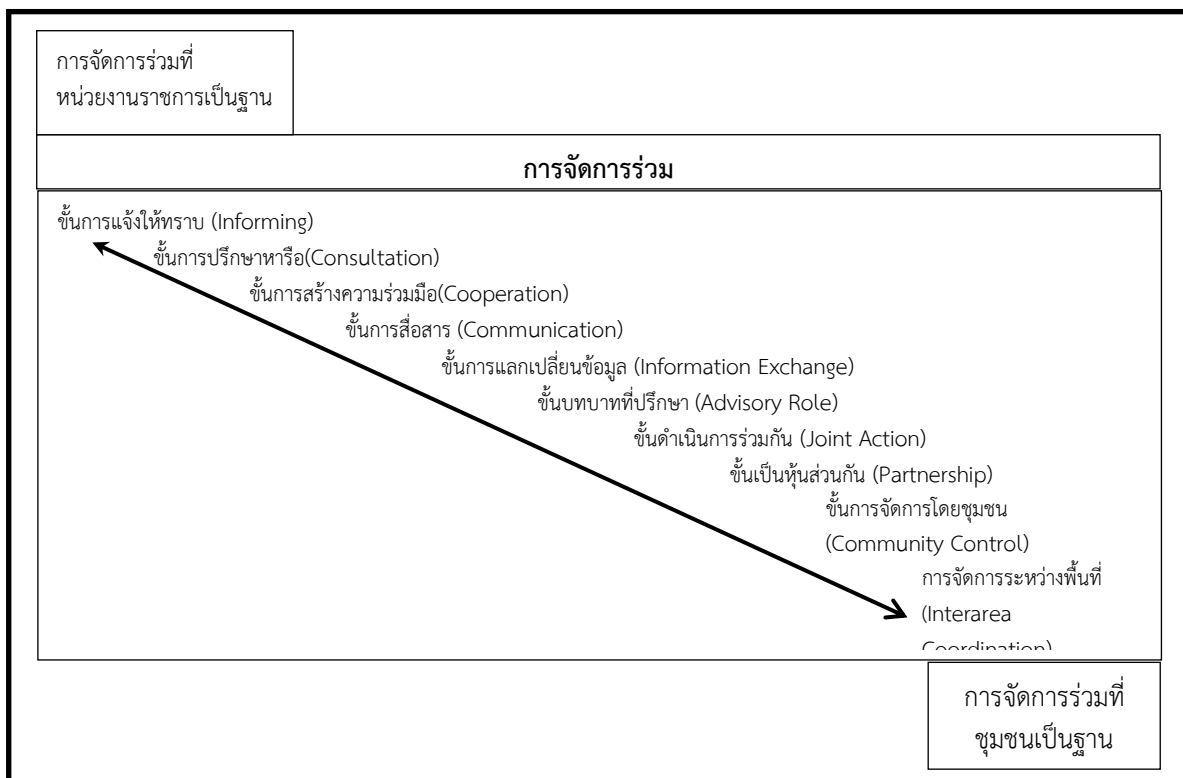 การจัดการร่วมที่
หน่วยงานราชการเป็นฐาน
การจัดการร่วม
ขั้นการแจ้งให้ทราบ (Informing)
ขั้นการปรึกษาหารือ(Consultation)
ขั้นการสร้างความร่วมมือ(Cooperation)
ขั้นการสื่อสาร (Communication)
ขั้นการแลกเปลี่ยนข้อมูล (Information Exchange)
ขั้นบทบาทที่ปรึกษา (Advisory Role)
ขั้นดำเนินการร่วมกัน (Joint Action)
ขั้นเป็นหุ้นส่วนกัน (Partnership)
ขั้นการจัดการโดยชุมชน
(Community Control)
การจัดการระหว่างพื้นที่
(Interarea
Coordination)
การจัดการร่วมที่
ชุมชนเป็นฐาน